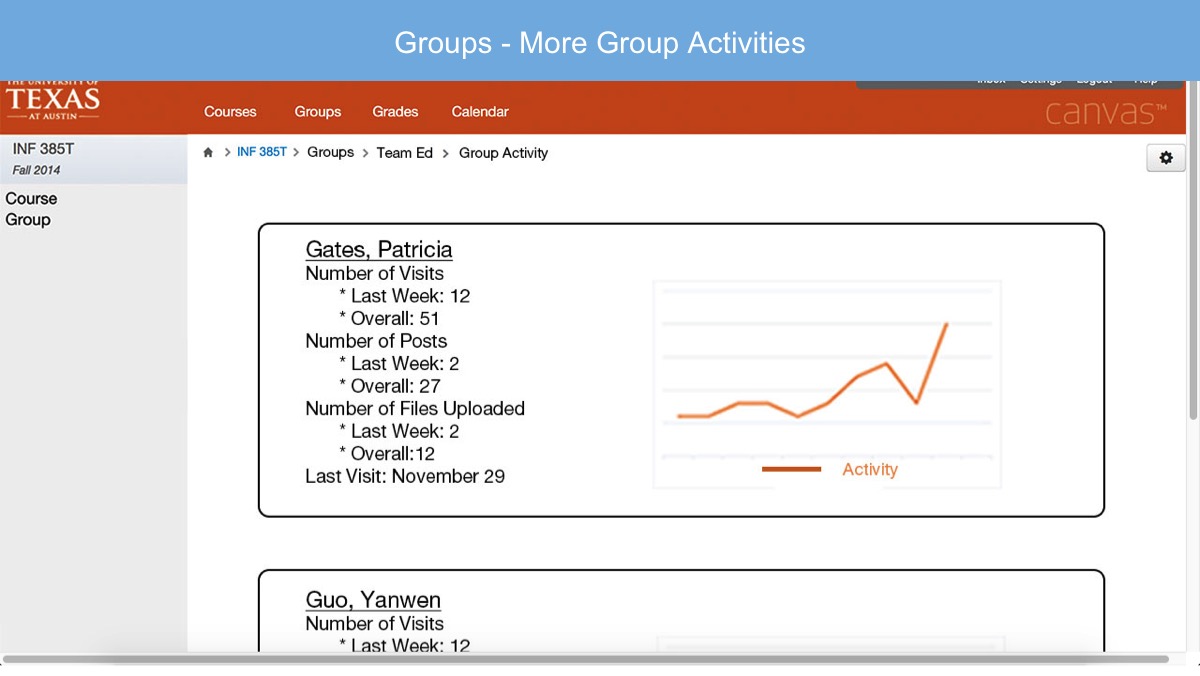 Groups - More Group Activities
THE UNIVERSITY OF
TEXAS
AT AUSTIN
Inbox Settings Logout Help
Courses Groups Grades Calendar
canvas™
INF 385T
Fall 2014
> INF 385T > Groups > Team Ed > Group Activity
Course
Group
Gates, Patricia
Number of Visits
* Last Week: 12
* Overall: 51
Number of Posts
* Last Week: 2
* Overall: 27
Number of Files Uploaded
* Last Week: 2
* Overall:12
Last Visit: November 29
Activity
Guo, Yanwen
Number of Visits
* Last Week: 12